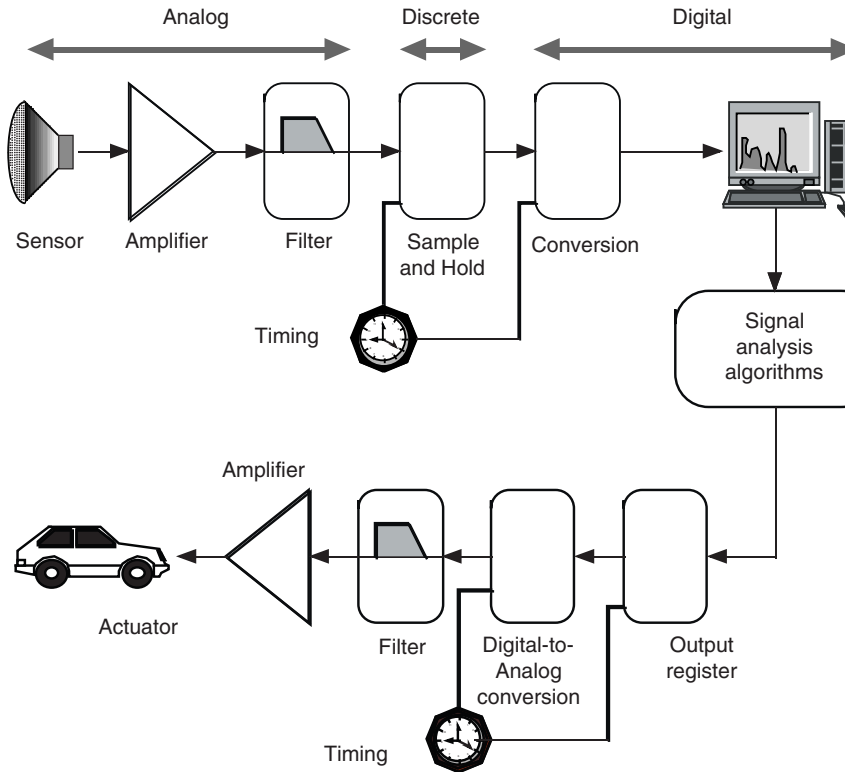 Analog
Discrete
Digital
Sensor
Amplifier
Filter
Sample
and Hold
Conversion
Timing
Signal
analysis
algorithms
Amplifier
Actuator
Filter
Digital-to-
Analog
conversion
Output
register
Timing